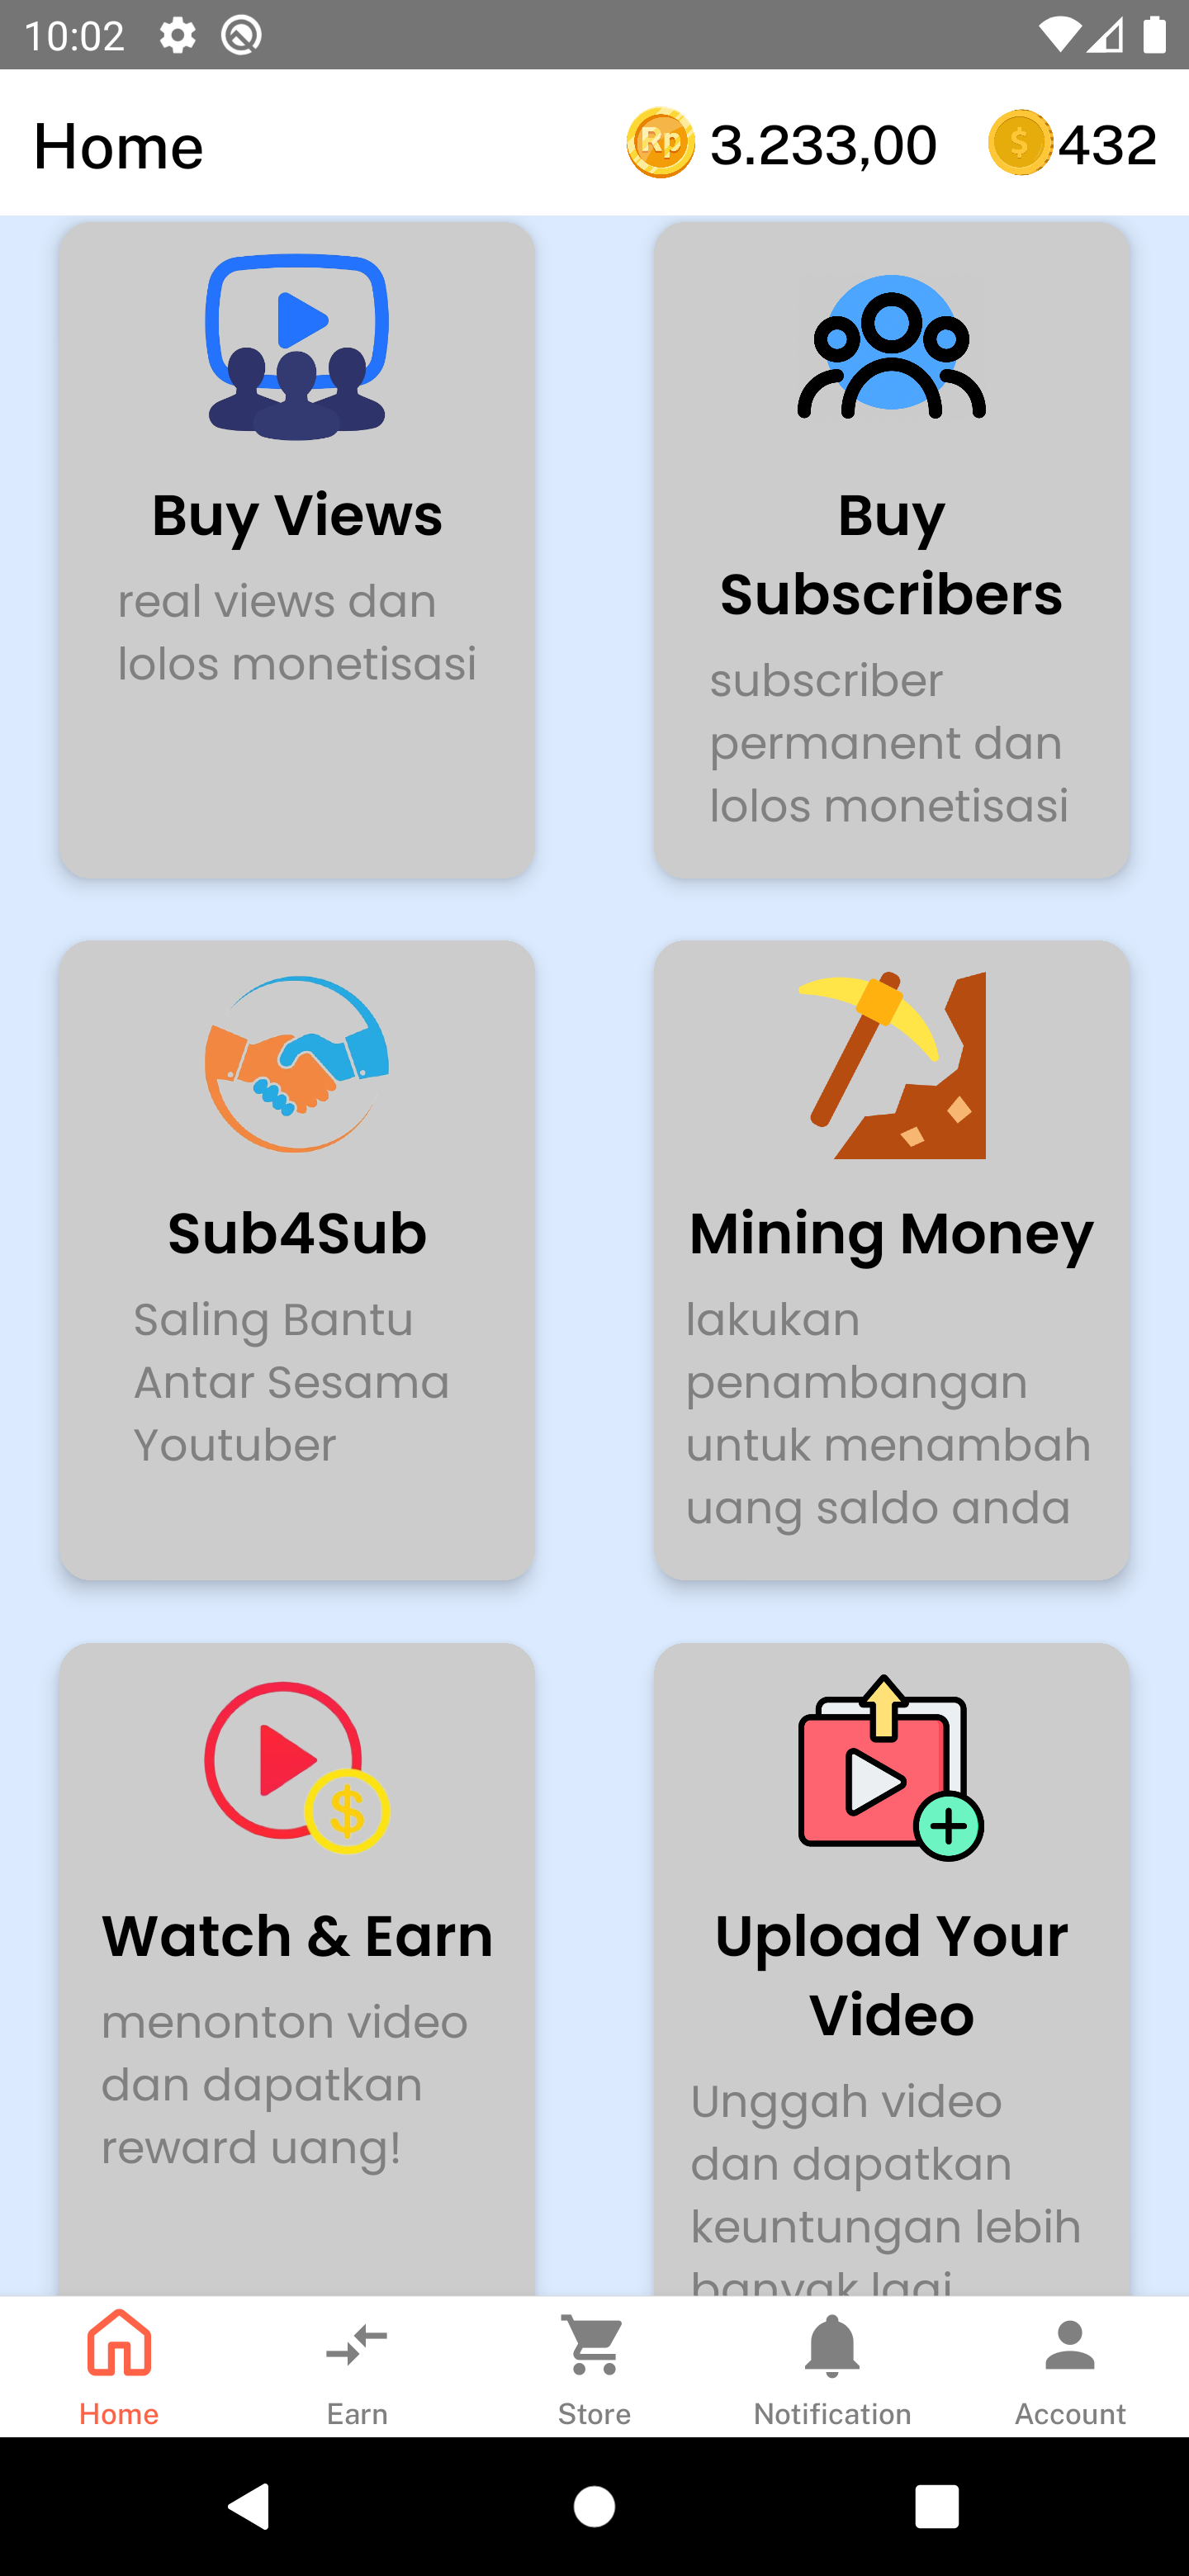 10:02
Home
Rp 3.233,00
$ 432
Buy Views
real views dan
lolos monetisasi
Buy
Subscribers
subscriber
permanent dan
lolos monetisasi
Sub4Sub
Saling Bantu
Antar Sesama
Youtuber
Mining Money
lakukan
penambangan
untuk menambah
uang saldo anda
$
Watch & Earn
menonton video
dan dapatkan
reward uang!
Upload Your
Video
Unggah video
dan dapatkan
keuntungan lebih
banyak lagi
Home
Earn
Store
Notification
Account